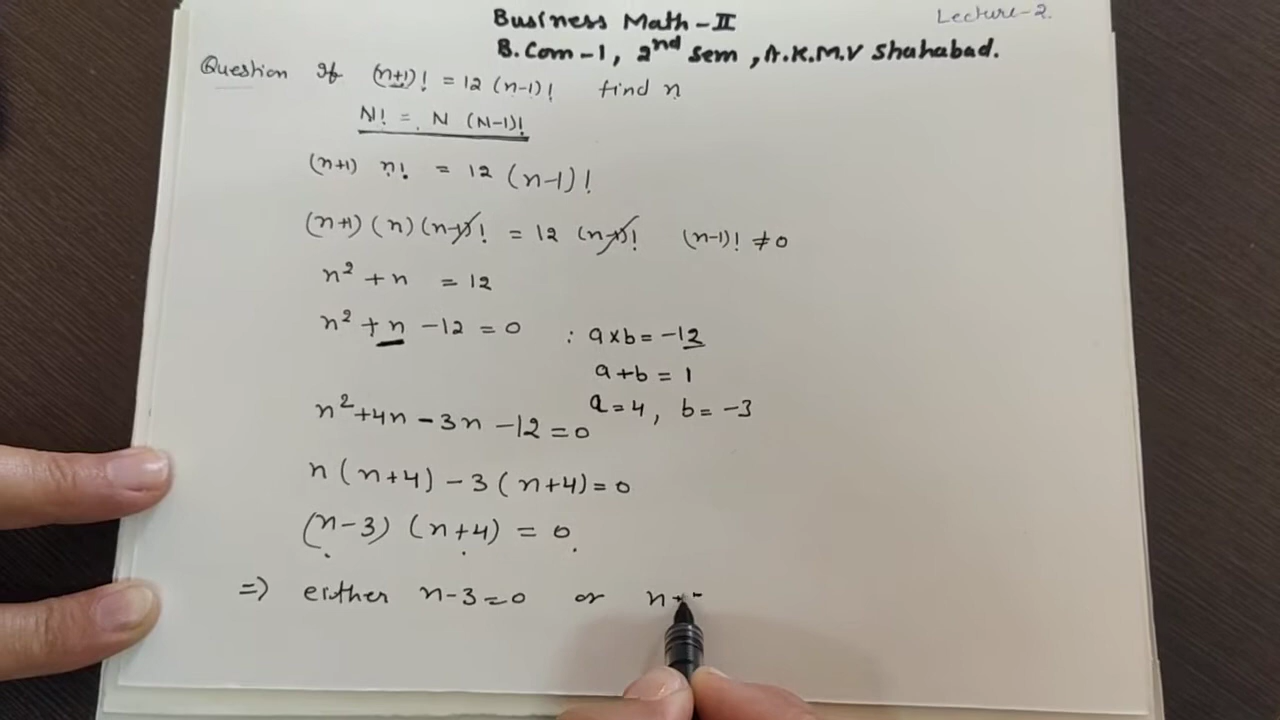 Lecture-2.
Business Math-II
B.Com-1, 2nd sem, A.K.M.V Shahabad.
Question If (n+1)! = 12 (n-1)! find n
N! = N (N-1)!
(n+1) n! = 12 (n-1)!
(n+1) (n) (n-1)! = 12 (n-1)! (n-1)! ≠ 0
n² + n = 12
n² + n - 12 = 0 : a×b = -12
a+b = 1
a = 4, b = -3
n² + 4n - 3n - 12 = 0
n (n+4) - 3 (n+4) = 0
(n-3) (n+4) = 0.
=> either n-3 = 0 or n+